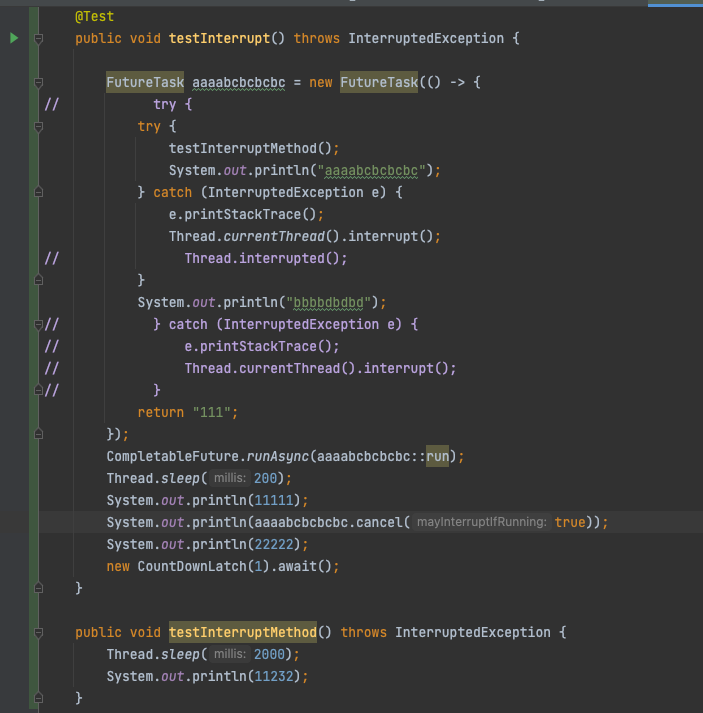 @Test
public void testInterrupt() throws InterruptedException {
FutureTask aaaabcbcbcbc = new FutureTask(() -> {
// try {
try {
testInterruptMethod();
System.out.println("aaaabcbcbcbc");
} catch (InterruptedException e) {
e.printStackTrace();
Thread.currentThread().interrupt();
// Thread.interrupted();
}
System.out.println("bbbbdbdbd");
// } catch (InterruptedException e) {
// e.printStackTrace();
// Thread.currentThread().interrupt();
// }
return "111";
});
CompletableFuture.runAsync(aaaabcbcbcbc::run);
Thread.sleep( millis: 200);
System.out.println(11111);
System.out.println(aaaabcbcbcbc.cancel( mayInterruptIfRunning: true));
System.out.println(22222);
new CountDownLatch(1).await();
}
public void testInterruptMethod() throws InterruptedException {
Thread.sleep( millis: 2000);
System.out.println(11232);
}